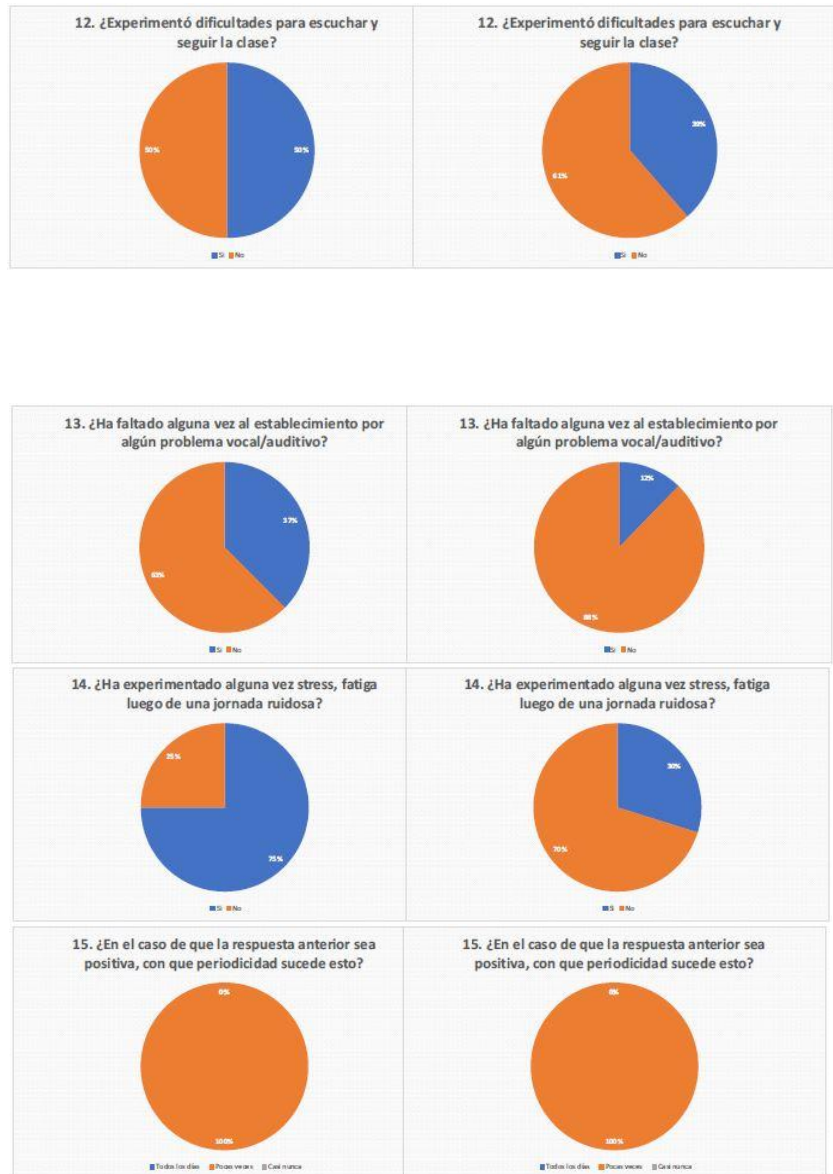 12. ¿Experimentó dificultades para escuchar y
seguir la clase?
50%
50%
Si No
12. ¿Experimentó dificultades para escuchar y
seguir la clase?
39%
61%
Si No
13. ¿Ha faltado alguna vez al establecimiento por
algún problema vocal/auditivo?
37%
63%
Si No
13. ¿Ha faltado alguna vez al establecimiento por
algún problema vocal/auditivo?
12%
88%
Si No
14. ¿Ha experimentado alguna vez stress, fatiga
luego de una jornada ruidosa?
25%
75%
Si No
14. ¿Ha experimentado alguna vez stress, fatiga
luego de una jornada ruidosa?
30%
70%
Si No
15. ¿En el caso de que la respuesta anterior sea
positiva, con que periodicidad sucede esto?
0%
100%
Todos los días Pocas veces Casi nunca
15. ¿En el caso de que la respuesta anterior sea
positiva, con que periodicidad sucede esto?
0%
100%
Todos los días Pocas veces Casi nunca